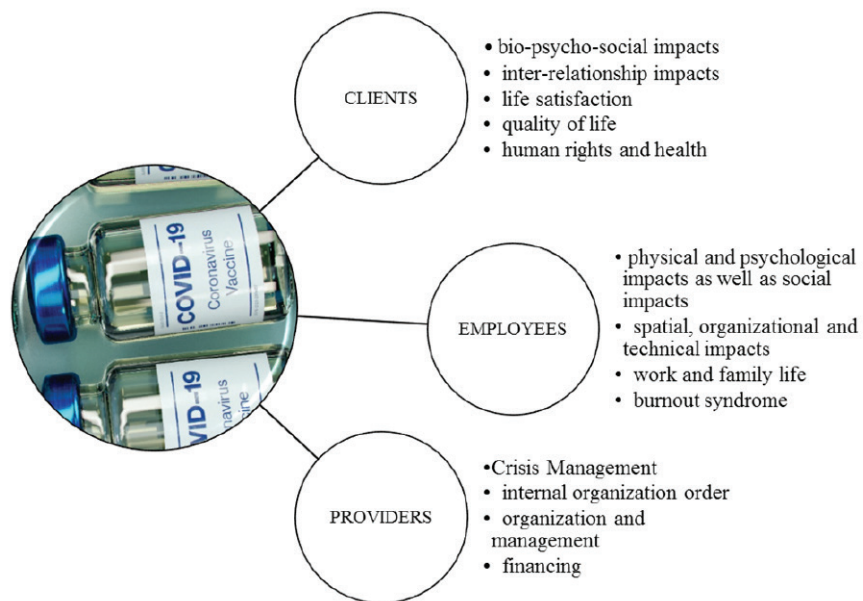 CLIENTS
• bio-psycho-social impacts
• inter-relationship impacts
• life satisfaction
• quality of life
• human rights and health
COVID-19
Coronavirus
Vaccine
EMPLOYEES
• physical and psychological
impacts as well as social
impacts
• spatial, organizational and
technical impacts
• work and family life
• burnout syndrome
VID-19
navirus
ccine
PROVIDERS
•Crisis Management
• internal organization order
• organization and
management
• financing